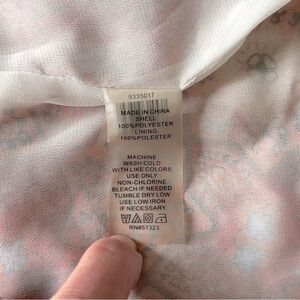 9335017
MADE IN CHINA
SHELL
100%POLYESTER
LINING
100%POLYESTER
MACHINE
WASH COLD
WITH LIKE COLORS
USE ONLY
NON-CHLORINE
BLEACH IF NEEDED
TUMBLE DRY LOW
USE LOW IRON
IF NECESSARY
RN#51323